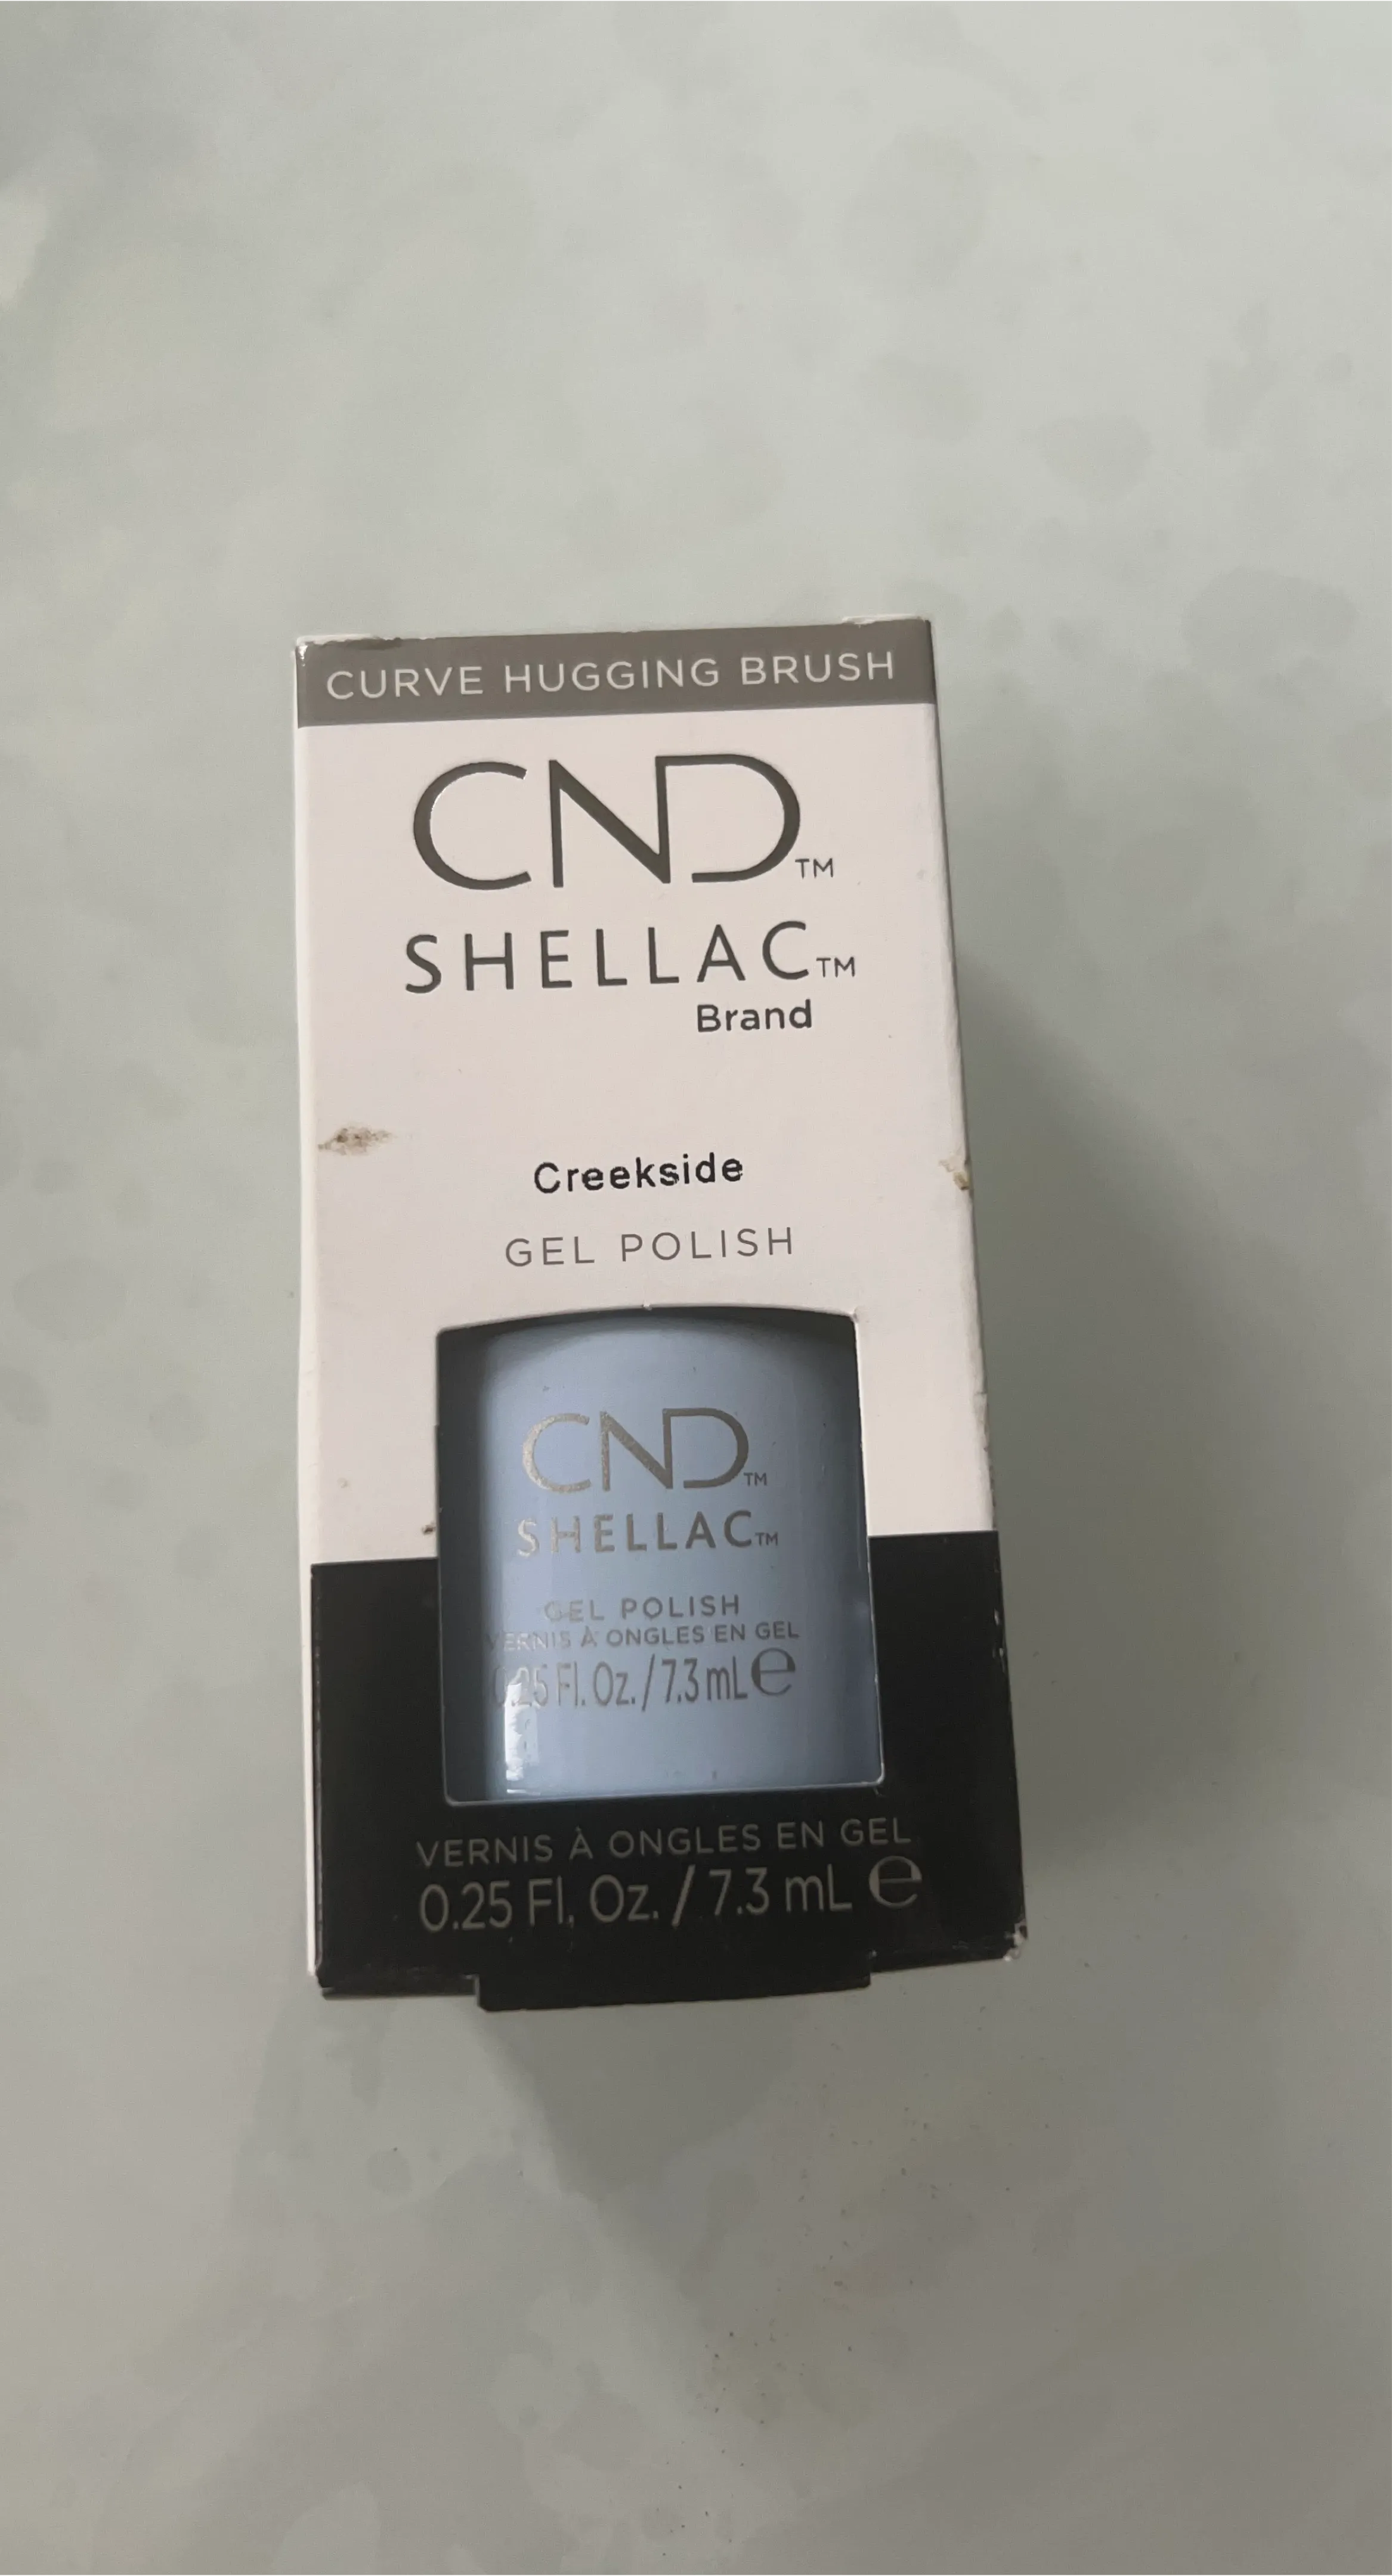 CURVE HUGGING BRUSH
CND™
SHELLAC™
Brand
Creekside
GEL POLISH
CND™
SHELLAC™
GEL POLISH
VERNIS À ONGLES EN GEL
0.25 Fl. Oz. / 7.3 mL ℮
VERNIS À ONGLES EN GEL
0.25 Fl. Oz. / 7.3 mL ℮